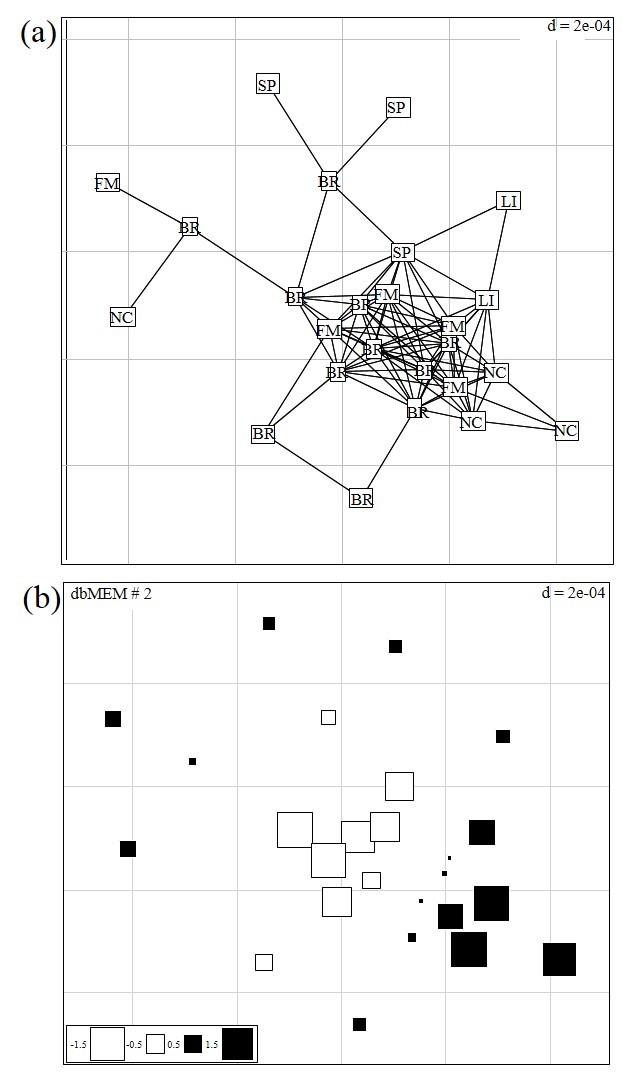 (a)
d = 2e-04
SP
SP
FM
BR
LI
BR
SP
BR
BR
FM
LI
NC
FM
FM
BR
BR
BR
BR
NC
FM
BR
NC
BR
NC
BR
(b)
dbMEM # 2
d = 2e-04
-1.5 -0.5 0.5 1.5